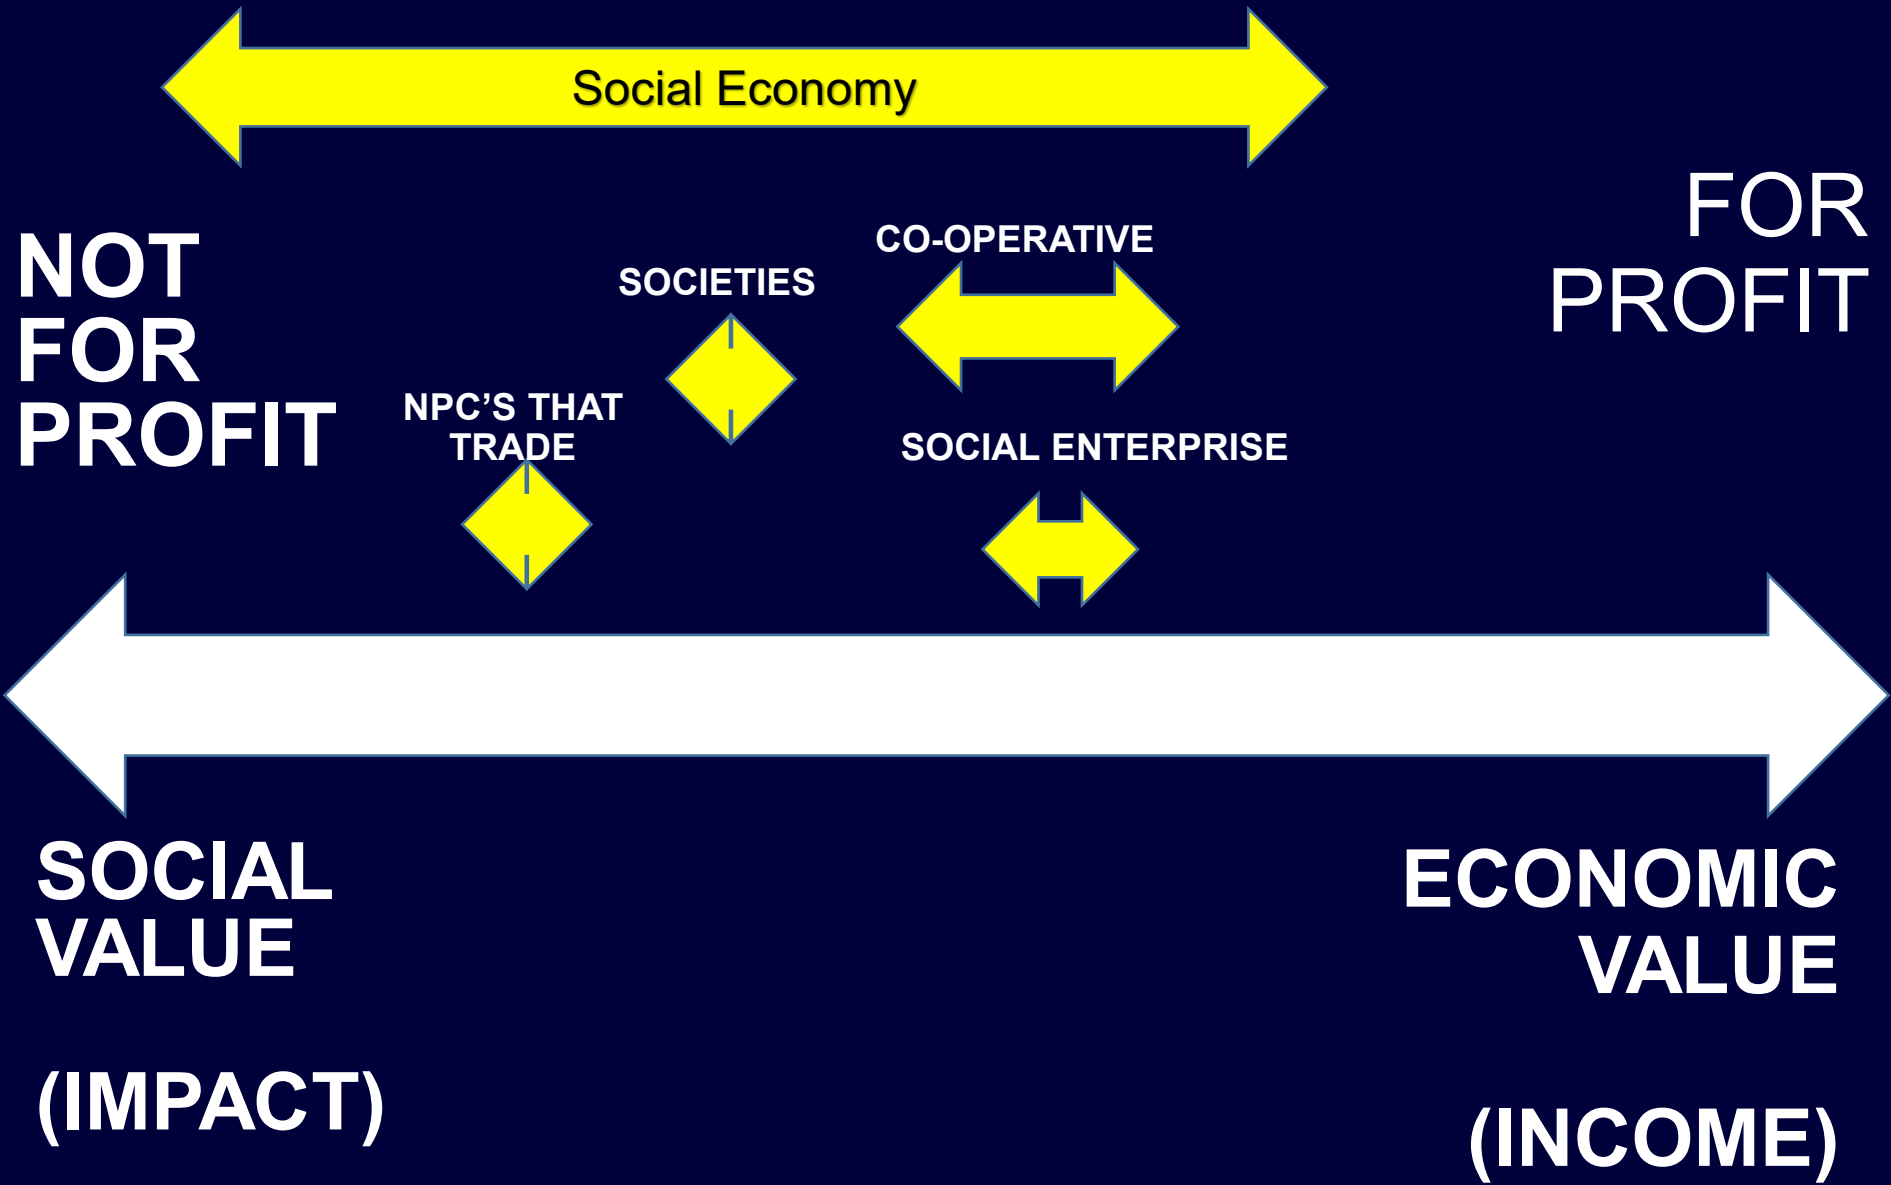 Social Economy
NOT
FOR
PROFIT
FOR
PROFIT
CO-OPERATIVE
SOCIETIES
NPC’S THAT
TRADE
SOCIAL ENTERPRISE
SOCIAL
VALUE
(IMPACT)
ECONOMIC
VALUE
(INCOME)